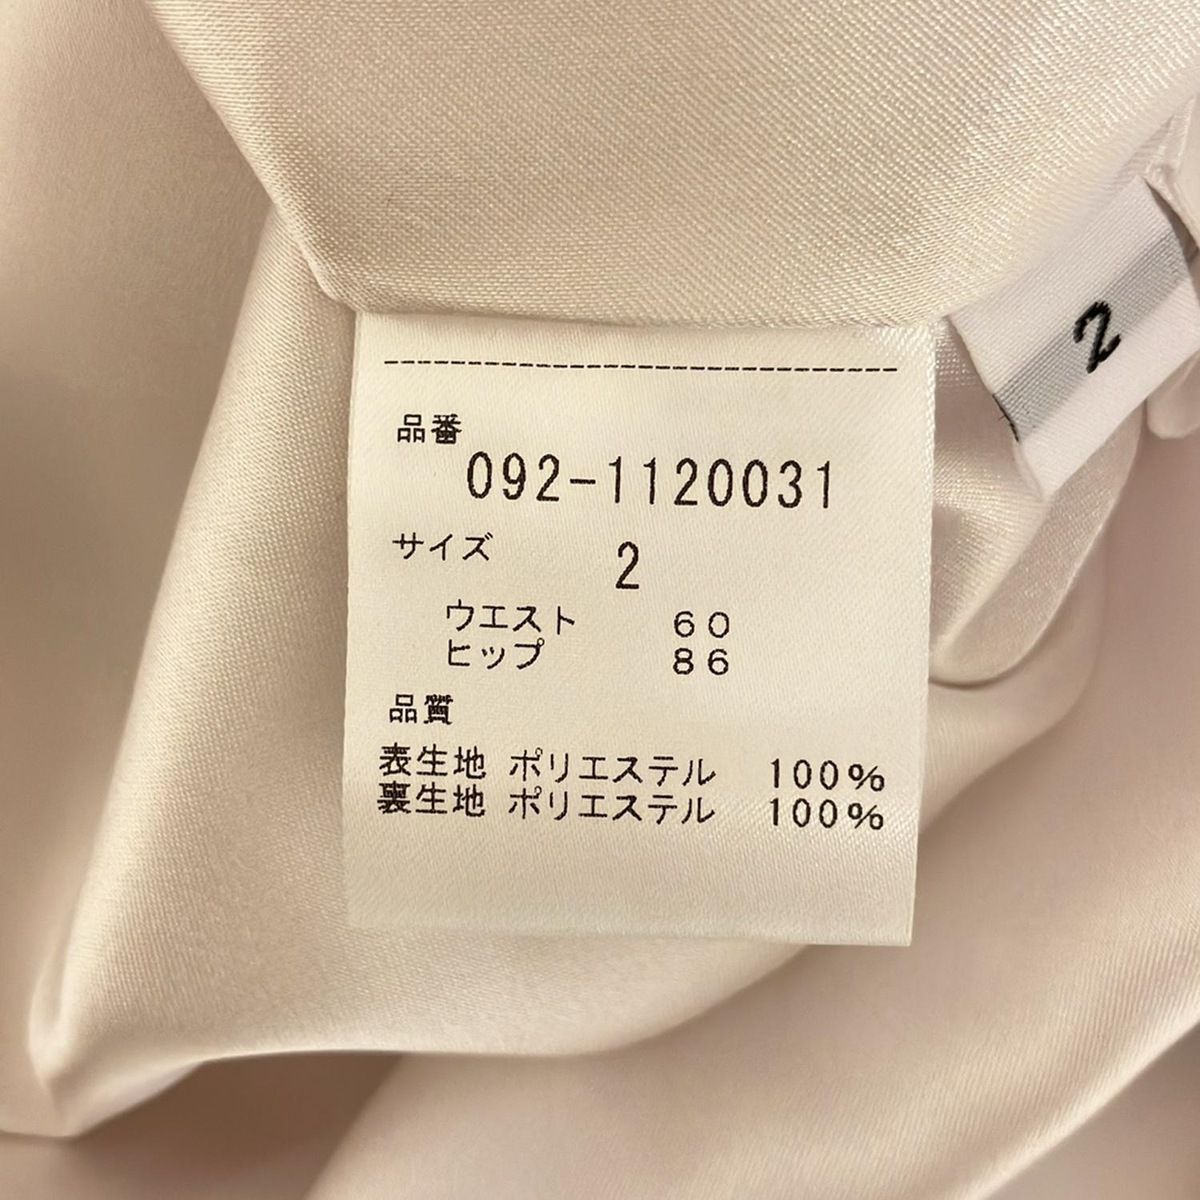 品番
092-1120031
サイズ 2
ウエスト 60
ヒップ 86
品質
表生地 ポリエステル 100%
裏生地 ポリエステル 100%
2